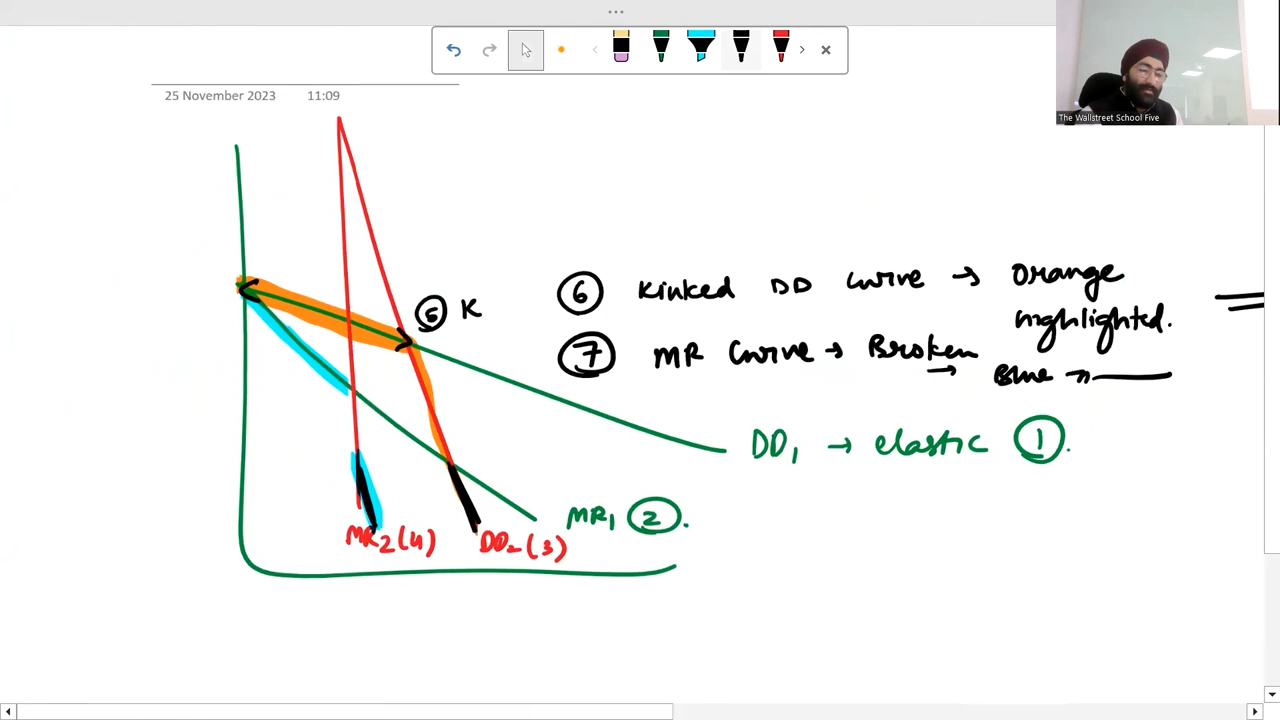 The Wallstreet School Five
25 November 2023 11:09
5 K
6 Kinked DD Curve → Orange
highlighted.
7 MR Curve → Broken
→ Blue
DD1 → elastic 1.
MR1 2.
MR2(4) DD2(3)